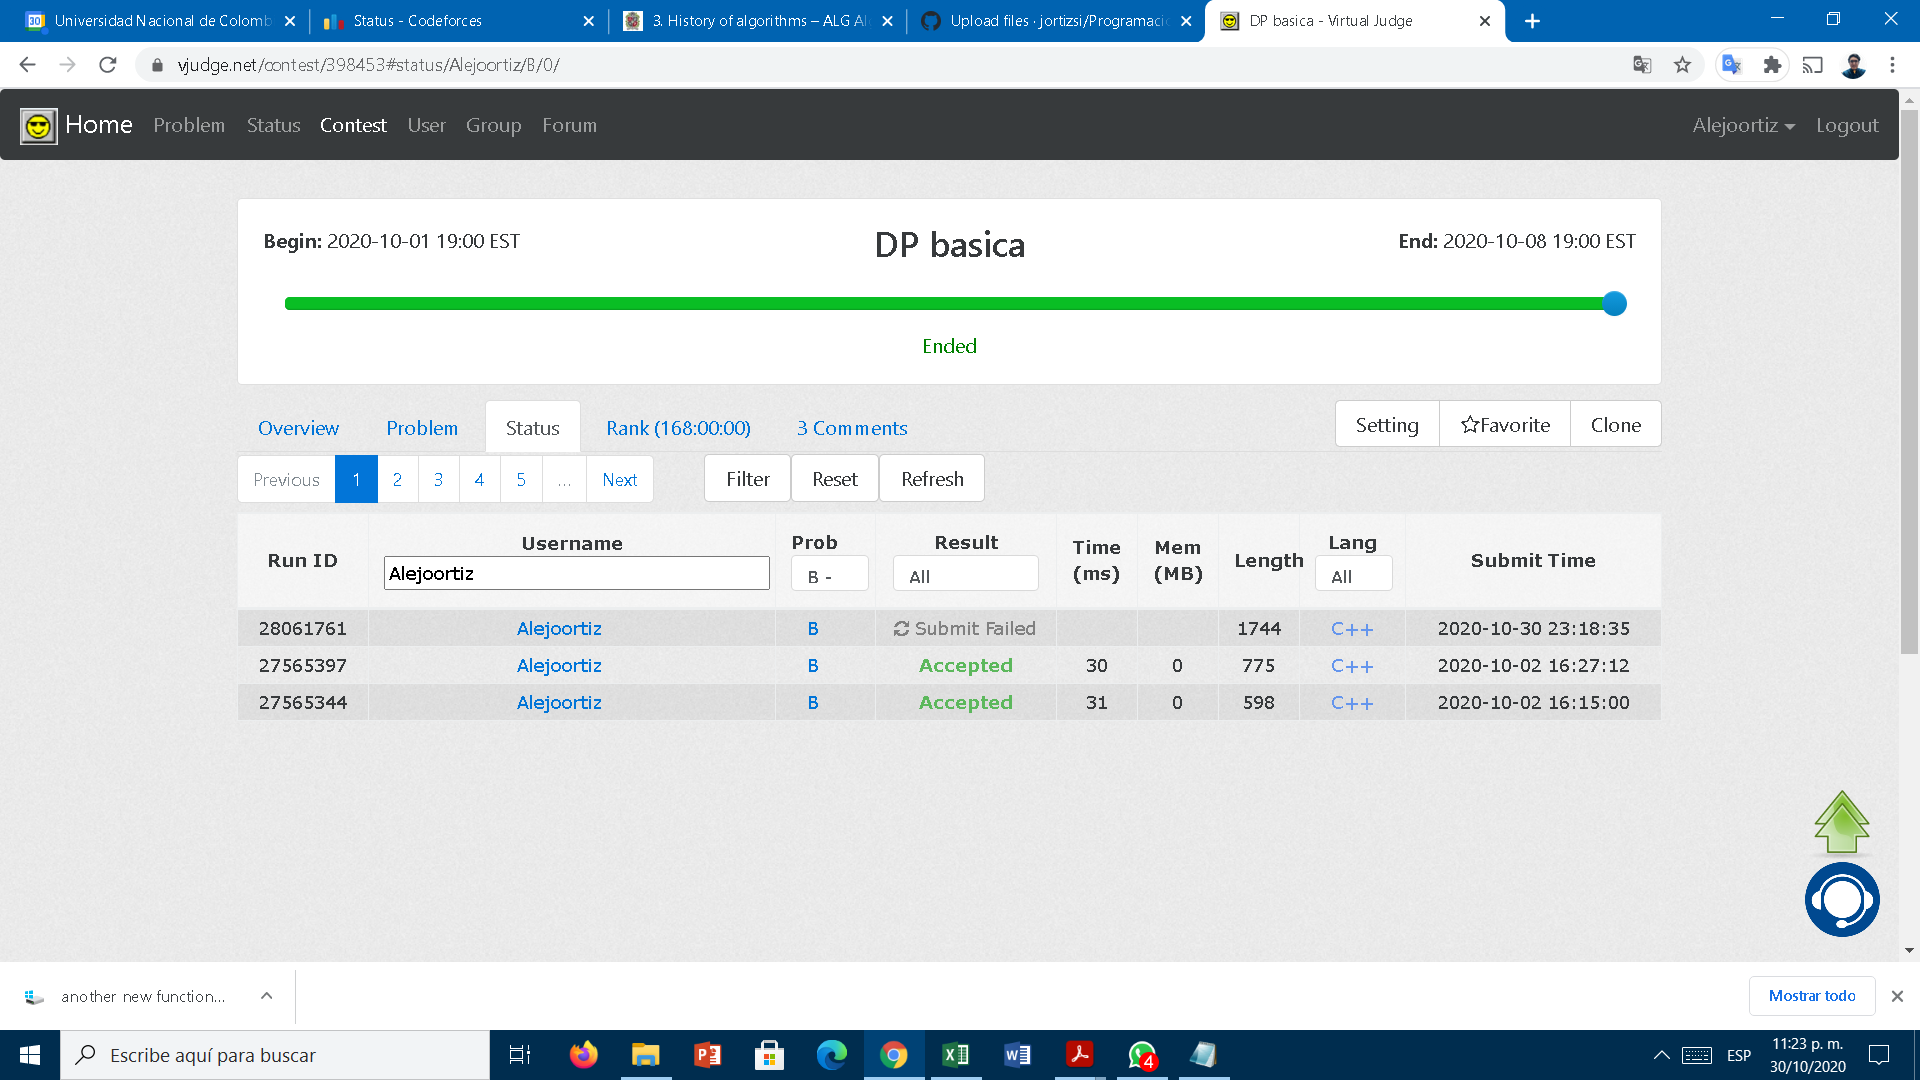 Universidad Nacional de Colomb
Status - Codeforces
3. History of algorithms – ALG Al
Upload files · jortizsi/Programacio
DP basica - Virtual Judge
vjudge.net/contest/398453#status/Alejoortiz/B/0/
Home Problem Status Contest User Group Forum Alejoortiz Logout
Begin: 2020-10-01 19:00 EST DP basica End: 2020-10-08 19:00 EST
Ended
Overview Problem Status Rank (168:00:00) 3 Comments Setting Favorite Clone
Previous 1 2 3 4 5 ... Next Filter Reset Refresh
Run ID Username Prob Result Time (ms) Mem (MB) Length Lang Submit Time
Alejoortiz B - All All
28061761 Alejoortiz B Submit Failed 1744 C++ 2020-10-30 23:18:35
27565397 Alejoortiz B Accepted 30 0 775 C++ 2020-10-02 16:27:12
27565344 Alejoortiz B Accepted 31 0 598 C++ 2020-10-02 16:15:00
another new function... Mostrar todo
Escribe aquí para buscar
4
ESP
11:23 p. m.
30/10/2020